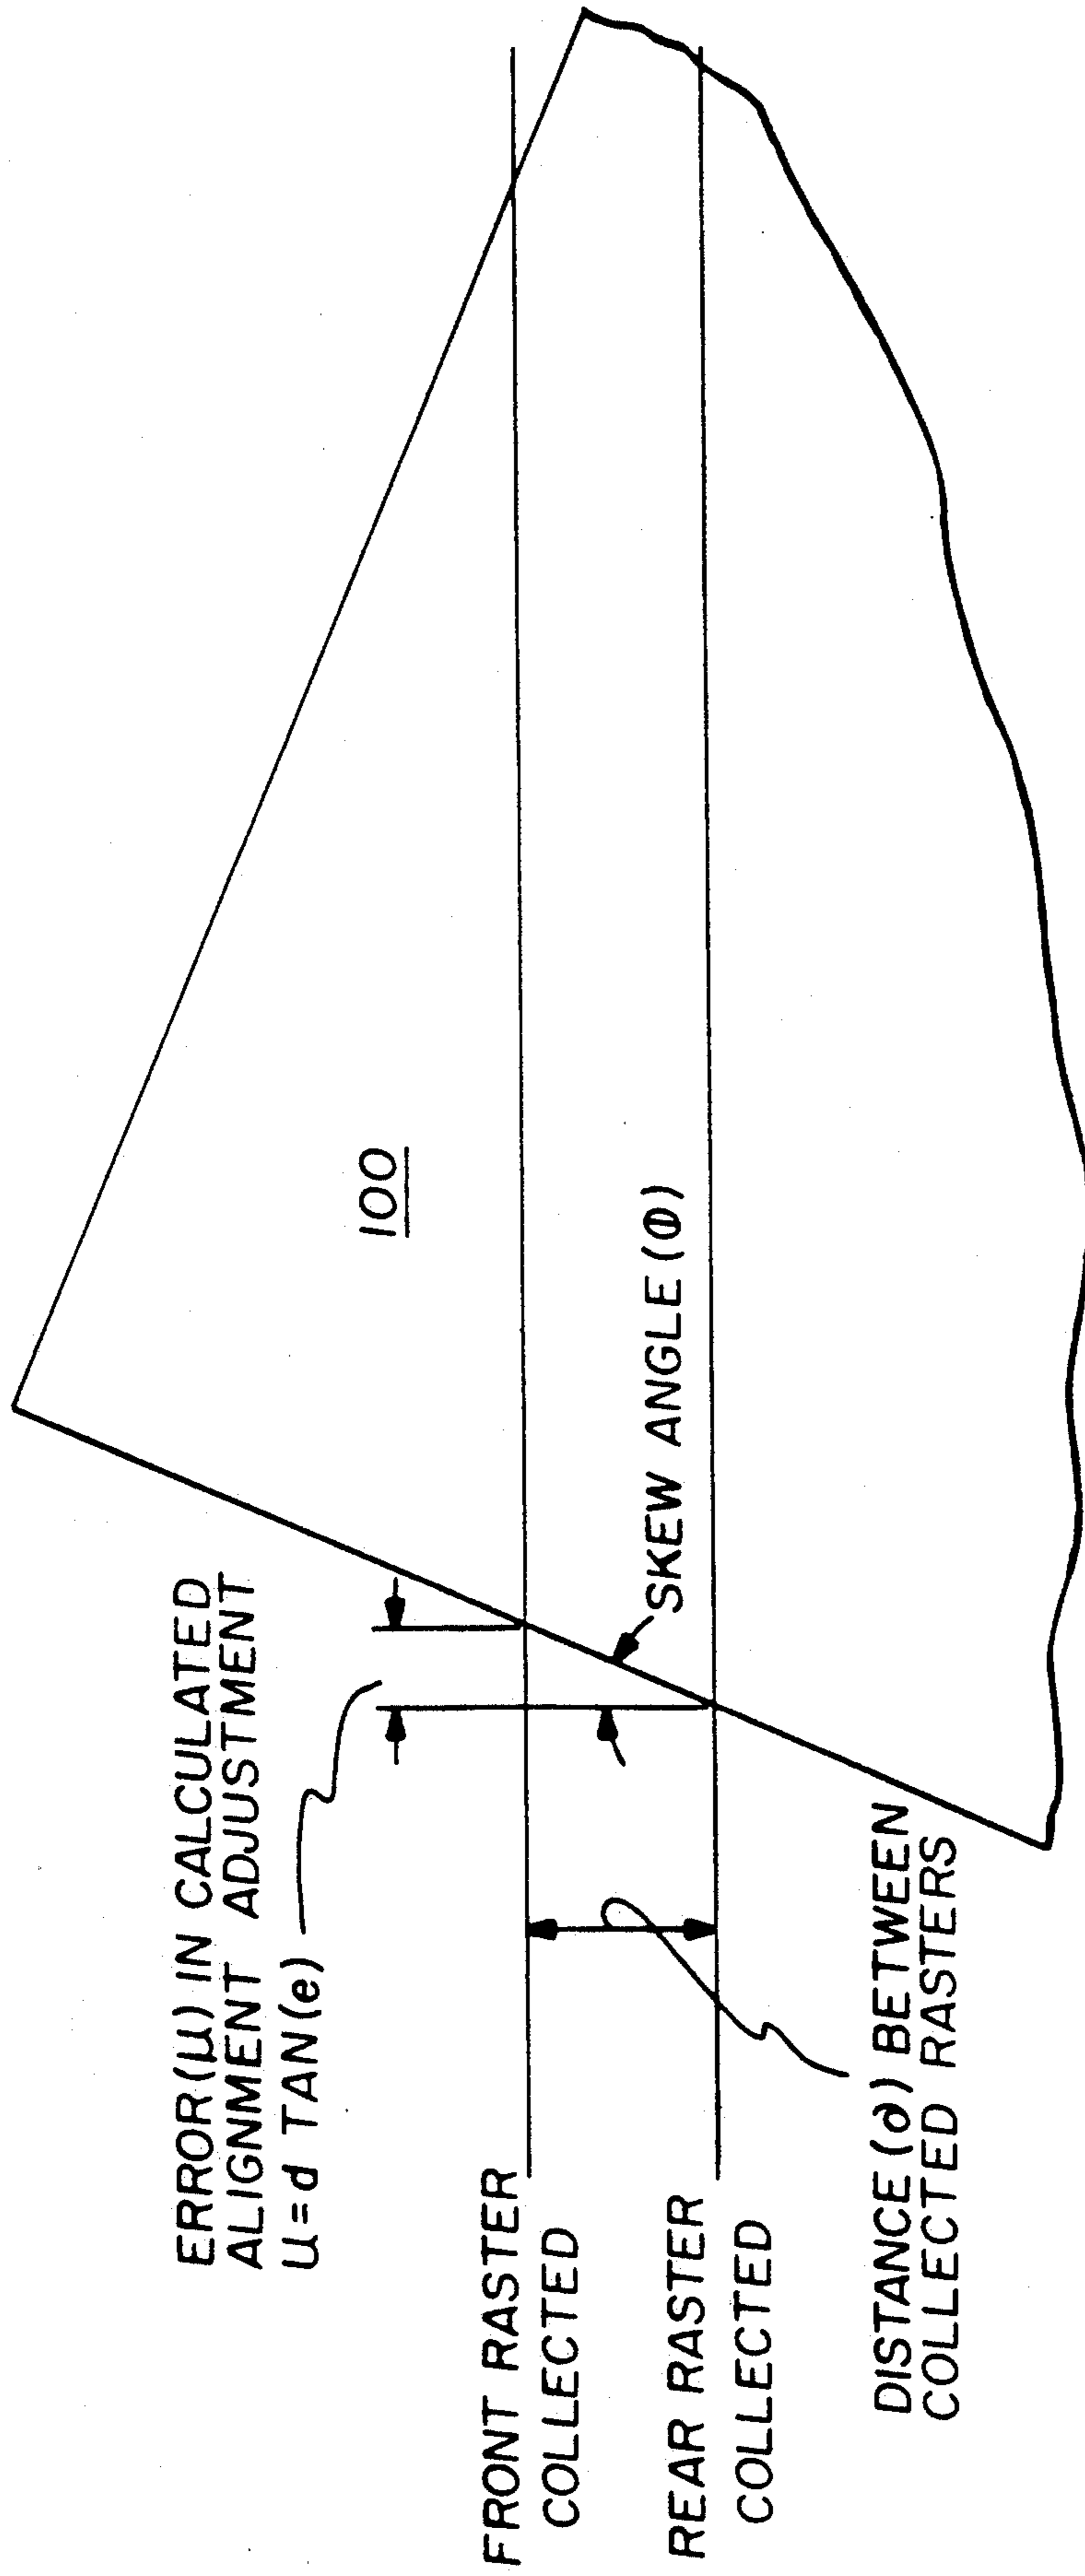 ERROR(μ) IN CALCULATED
ALIGNMENT ADJUSTMENT
μ=d TAN(e)
100
SKEW ANGLE(Φ)
FRONT RASTER
COLLECTED
REAR RASTER
COLLECTED
DISTANCE(∂) BETWEEN
COLLECTED RASTERS